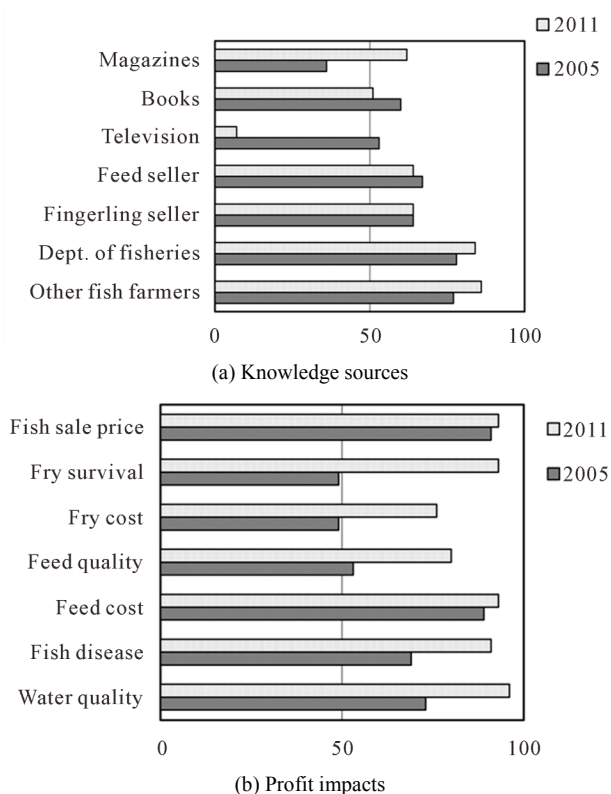 2011
2005
Magazines
Books
Television
Feed seller
Fingerling seller
Dept. of fisheries
Other fish farmers
0 50 100
(a) Knowledge sources
2011
2005
Fish sale price
Fry survival
Fry cost
Feed quality
Feed cost
Fish disease
Water quality
0 50 100
(b) Profit impacts